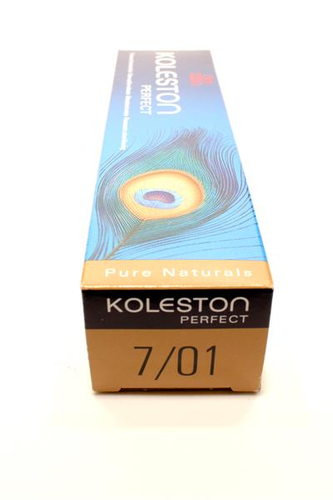 KOLESTON
PERFECT
Pure Naturals
KOLESTON
PERFECT
7/01